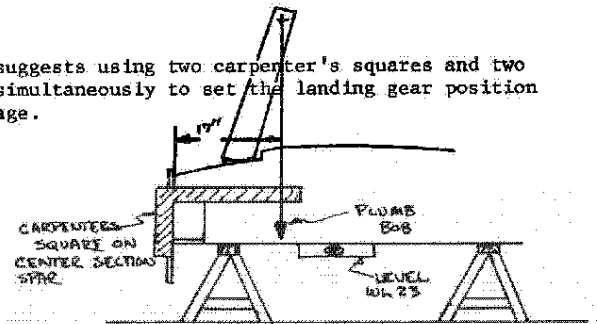 suggests using two carpenter's squares and two
simultaneously to set the landing gear position
age.
17"
CARPENTERS
SQUARE ON
CENTER SECTION
SPAR
PLUMB
BOB
LEVEL
WL 23